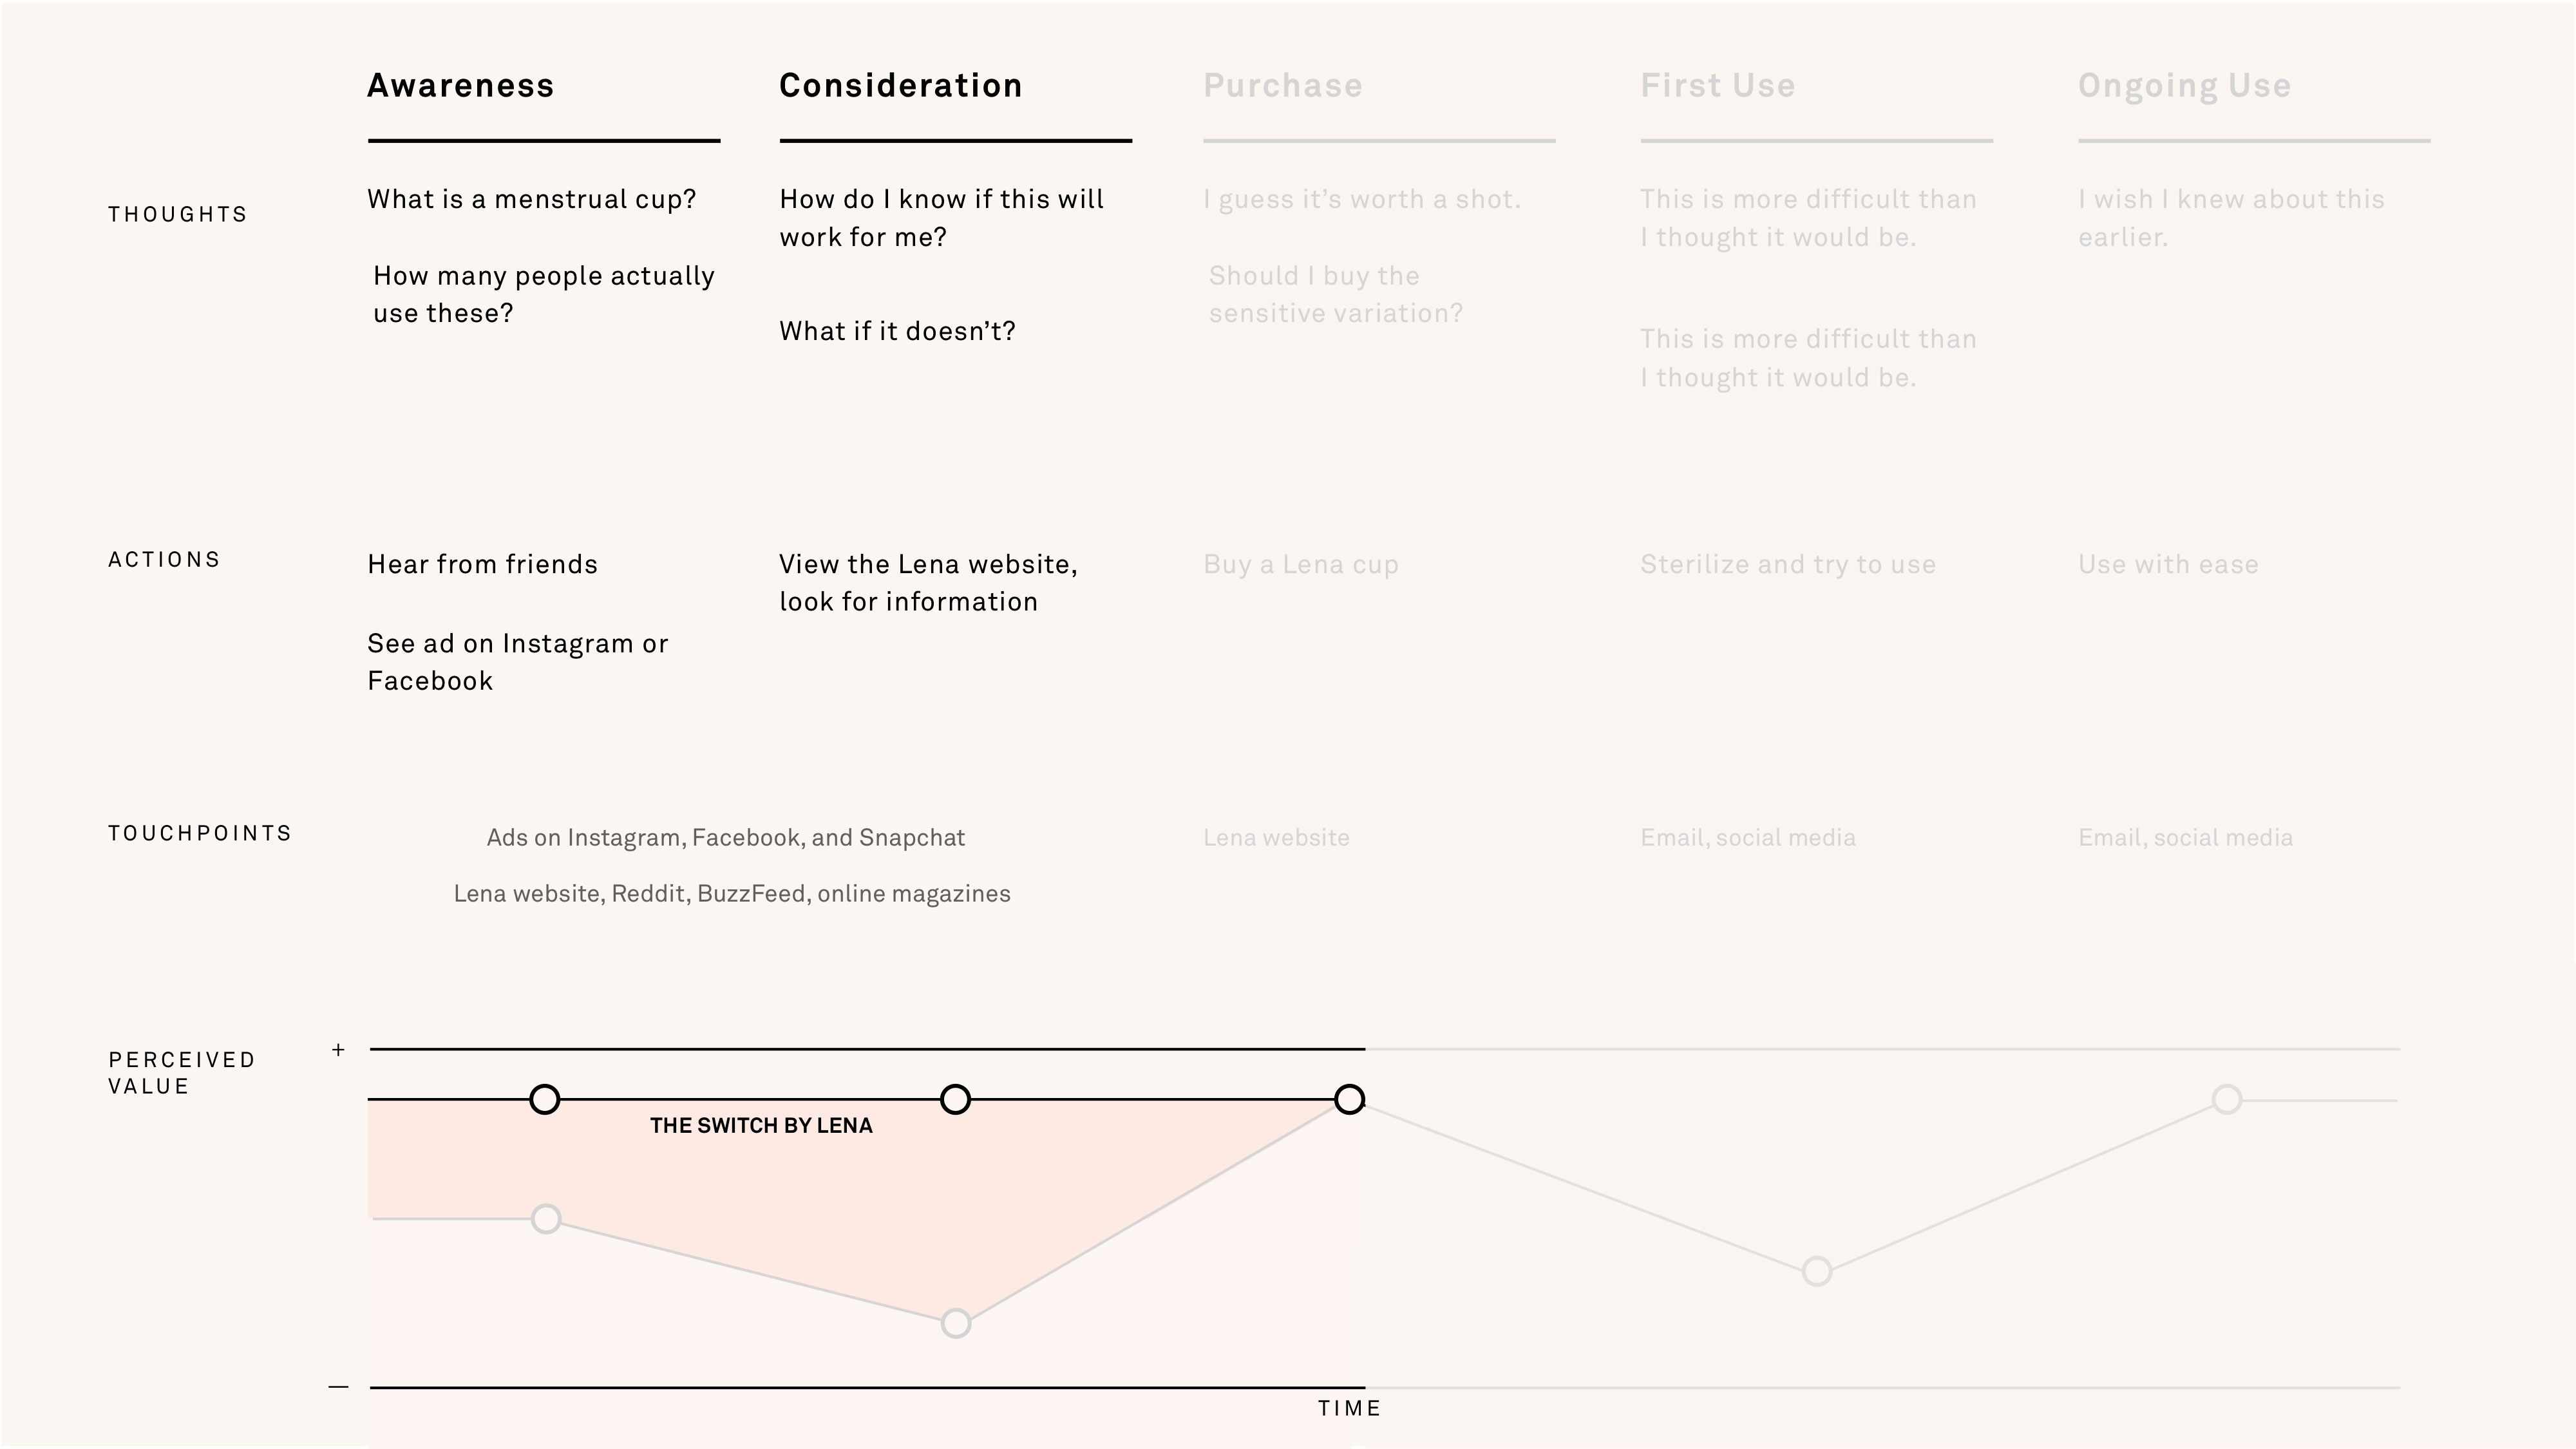 Awareness
Consideration
Purchase
First Use
Ongoing Use
THOUGHTS
What is a menstrual cup?
How many people actually
use these?
How do I know if this will
work for me?
What if it doesn’t?
I guess it’s worth a shot.
Should I buy the
sensitive variation?
This is more difficult than
I thought it would be.
This is more difficult than
I thought it would be.
I wish I knew about this
earlier.
ACTIONS
Hear from friends
See ad on Instagram or
Facebook
View the Lena website,
look for information
Buy a Lena cup
Sterilize and try to use
Use with ease
TOUCHPOINTS
Ads on Instagram, Facebook, and Snapchat
Lena website, Reddit, BuzzFeed, online magazines
Lena website
Email, social media
Email, social media
PERCEIVED
VALUE
+
THE SWITCH BY LENA
—
TIME